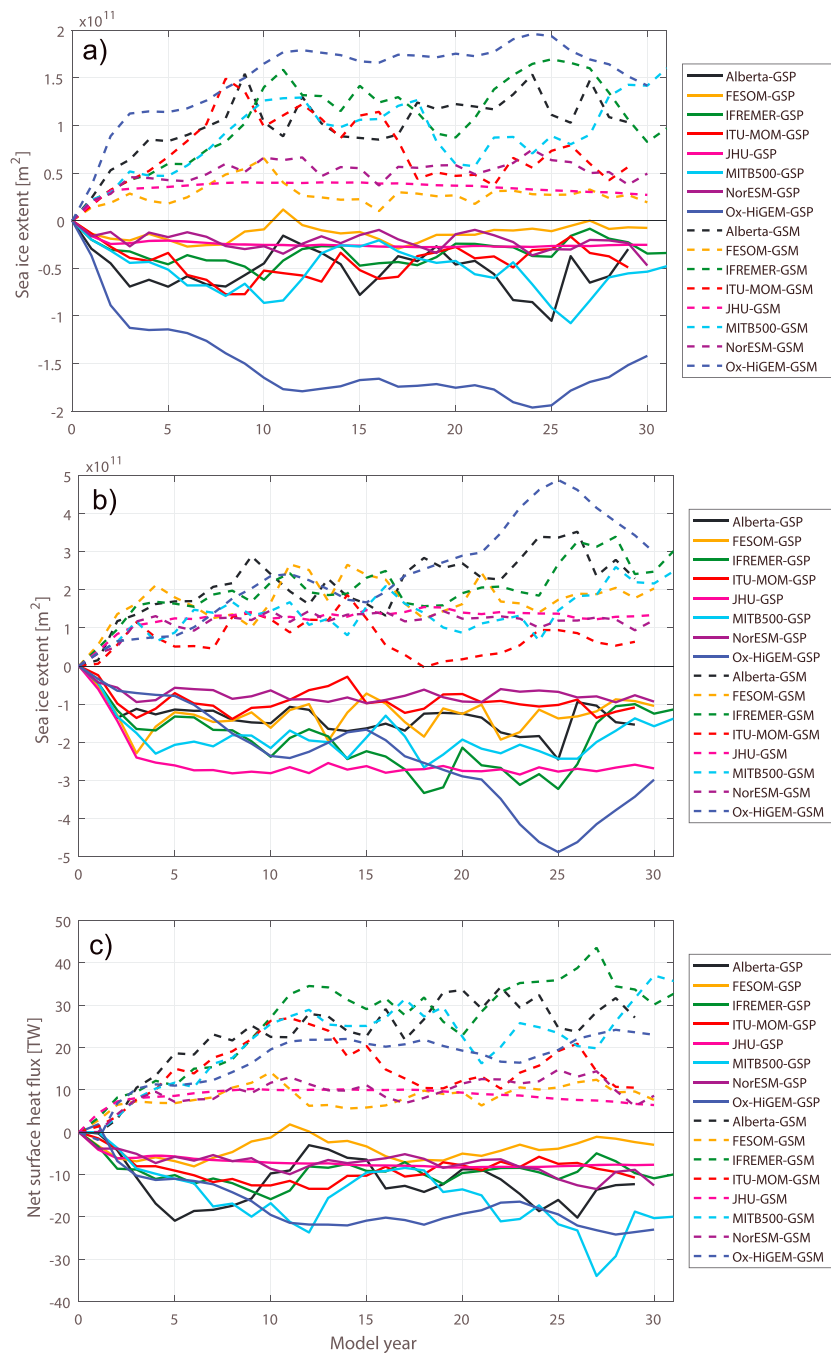 x10¹¹
a)
2
1.5
1
0.5
0
-0.5
-1
-1.5
-2
Sea ice extent [m²]
0 5 10 15 20 25 30
Alberta-GSP
FESOM-GSP
IFREMER-GSP
ITU-MOM-GSP
JHU-GSP
MITB500-GSP
NorESM-GSP
Ox-HiGEM-GSP
Alberta-GSM
FESOM-GSM
IFREMER-GSM
ITU-MOM-GSM
JHU-GSM
MITB500-GSM
NorESM-GSM
Ox-HiGEM-GSM
x10¹¹
b)
5
4
3
2
1
0
-1
-2
-3
-4
-5
Sea ice extent [m²]
0 5 10 15 20 25 30
Alberta-GSP
FESOM-GSP
IFREMER-GSP
ITU-MOM-GSP
JHU-GSP
MITB500-GSP
NorESM-GSP
Ox-HiGEM-GSP
Alberta-GSM
FESOM-GSM
IFREMER-GSM
ITU-MOM-GSM
JHU-GSM
MITB500-GSM
NorESM-GSM
Ox-HiGEM-GSM
c)
50
40
30
20
10
0
-10
-20
-30
-40
Net surface heat flux [TW]
0 5 10 15 20 25 30
Model year
Alberta-GSP
FESOM-GSP
IFREMER-GSP
ITU-MOM-GSP
JHU-GSP
MITB500-GSP
NorESM-GSP
Ox-HiGEM-GSP
Alberta-GSM
FESOM-GSM
IFREMER-GSM
ITU-MOM-GSM
JHU-GSM
MITB500-GSM
NorESM-GSM
Ox-HiGEM-GSM